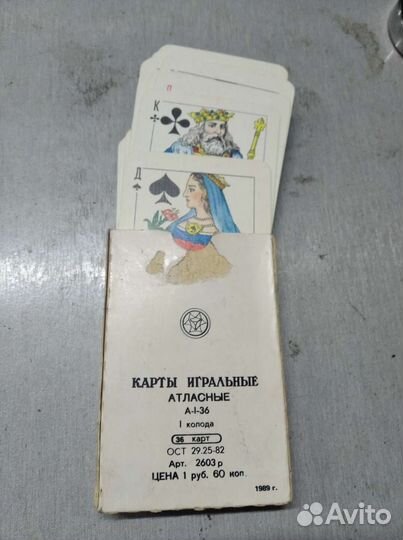 П
К
Д
КАРТЫ ИГРАЛЬНЫЕ
АТЛАСНЫЕ
А-I-36
I колода
36 карт
ОСТ 29.25-82
Арт. 2603 р
ЦЕНА 1 руб. 60 коп.
1989 г.
Avito